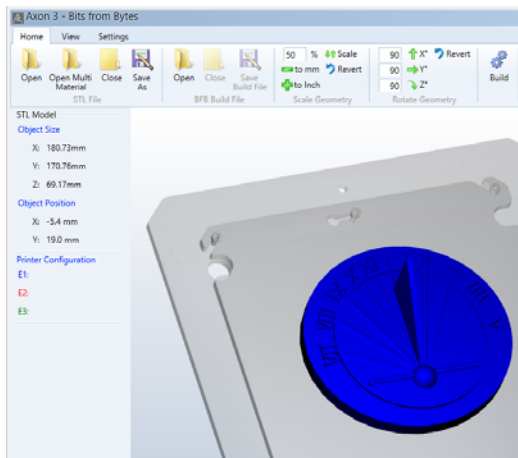 Axon 3 - Bits from Bytes
Home View Settings
50 % Scale 90 X° Revert
Open Open Multi Material Close Save As Open Close Save Build File to mm Revert 90 Y° Build
to Inch 90 Z°
STL File BFB Build File Scale Geometry Rotate Geometry
STL Model
Object Size
X: 180.73mm
Y: 170.76mm
Z: 69.17mm
Object Position
X: -5.4 mm
Y: 19.0 mm
Printer Configuration
E1:
E2:
E3: